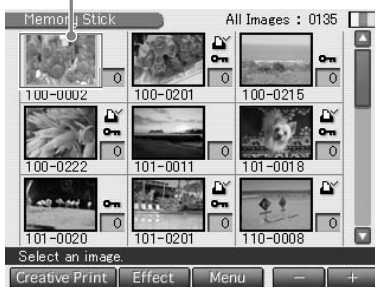 Memory Stick All Images : 0135
0 0 0
100-0002 100-0201 100-0215
0 0 0
100-0222 101-0011 101-0018
0 0 0
101-0020 101-0201 110-0008
Select an image.
Creative Print Effect Menu − +